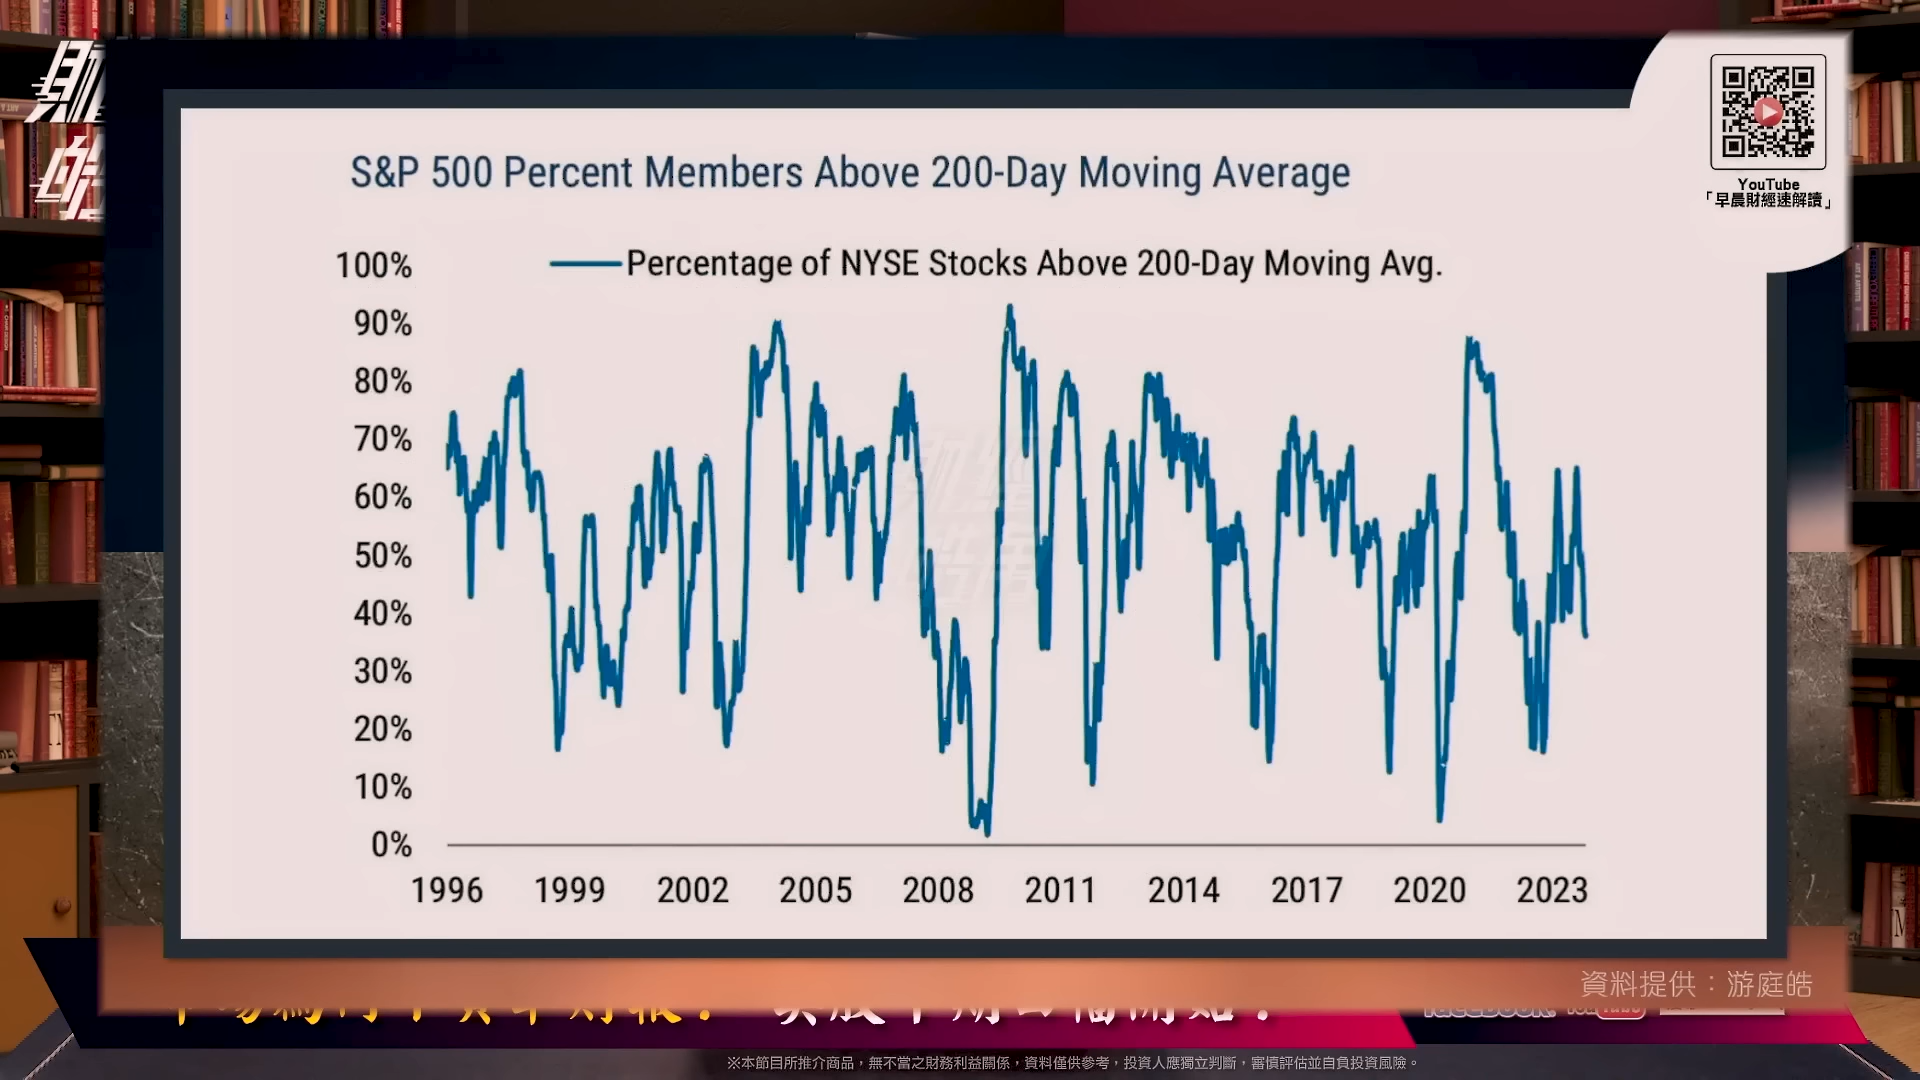 YouTube
「早晨財經速解讀」
S&P 500 Percent Members Above 200-Day Moving Average
Percentage of NYSE Stocks Above 200-Day Moving Avg.
100%
90%
80%
70%
60%
50%
40%
30%
20%
10%
0%
1996 1999 2002 2005 2008 2011 2014 2017 2020 2023
資料提供：游庭皓
※本節目所推介商品，無不當之財務利益關係，資料僅供參考，投資人應獨立判斷，審慎評估並自負投資風險。